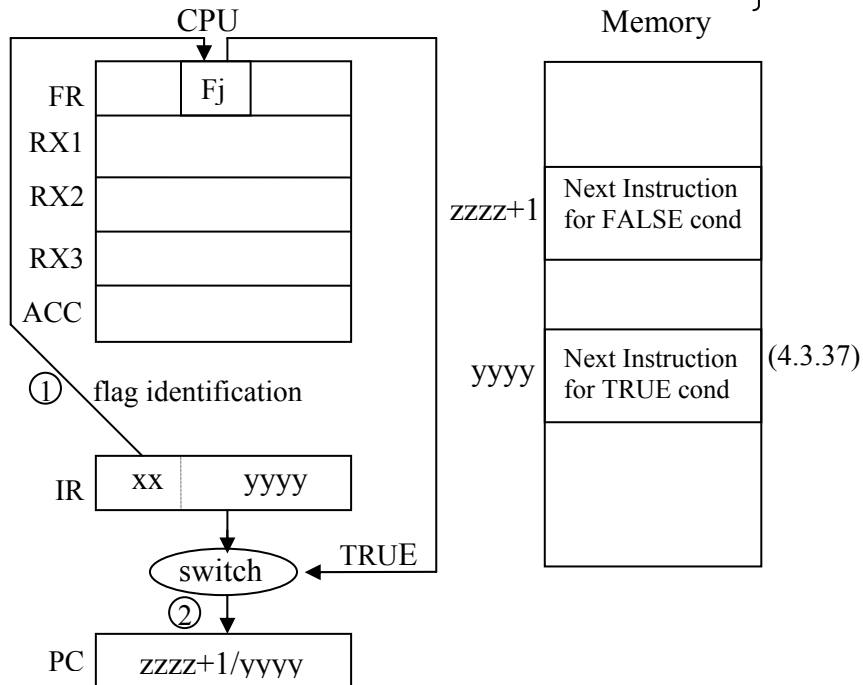 CPU
Memory
FR
Fj
RX1
RX2
RX3
ACC
zzzz+1
Next Instruction
for FALSE cond
yyyy
Next Instruction
for TRUE cond
(4.3.37)
1
flag identification
IR
xx
yyyy
switch
TRUE
2
PC
zzzz+1/yyyy